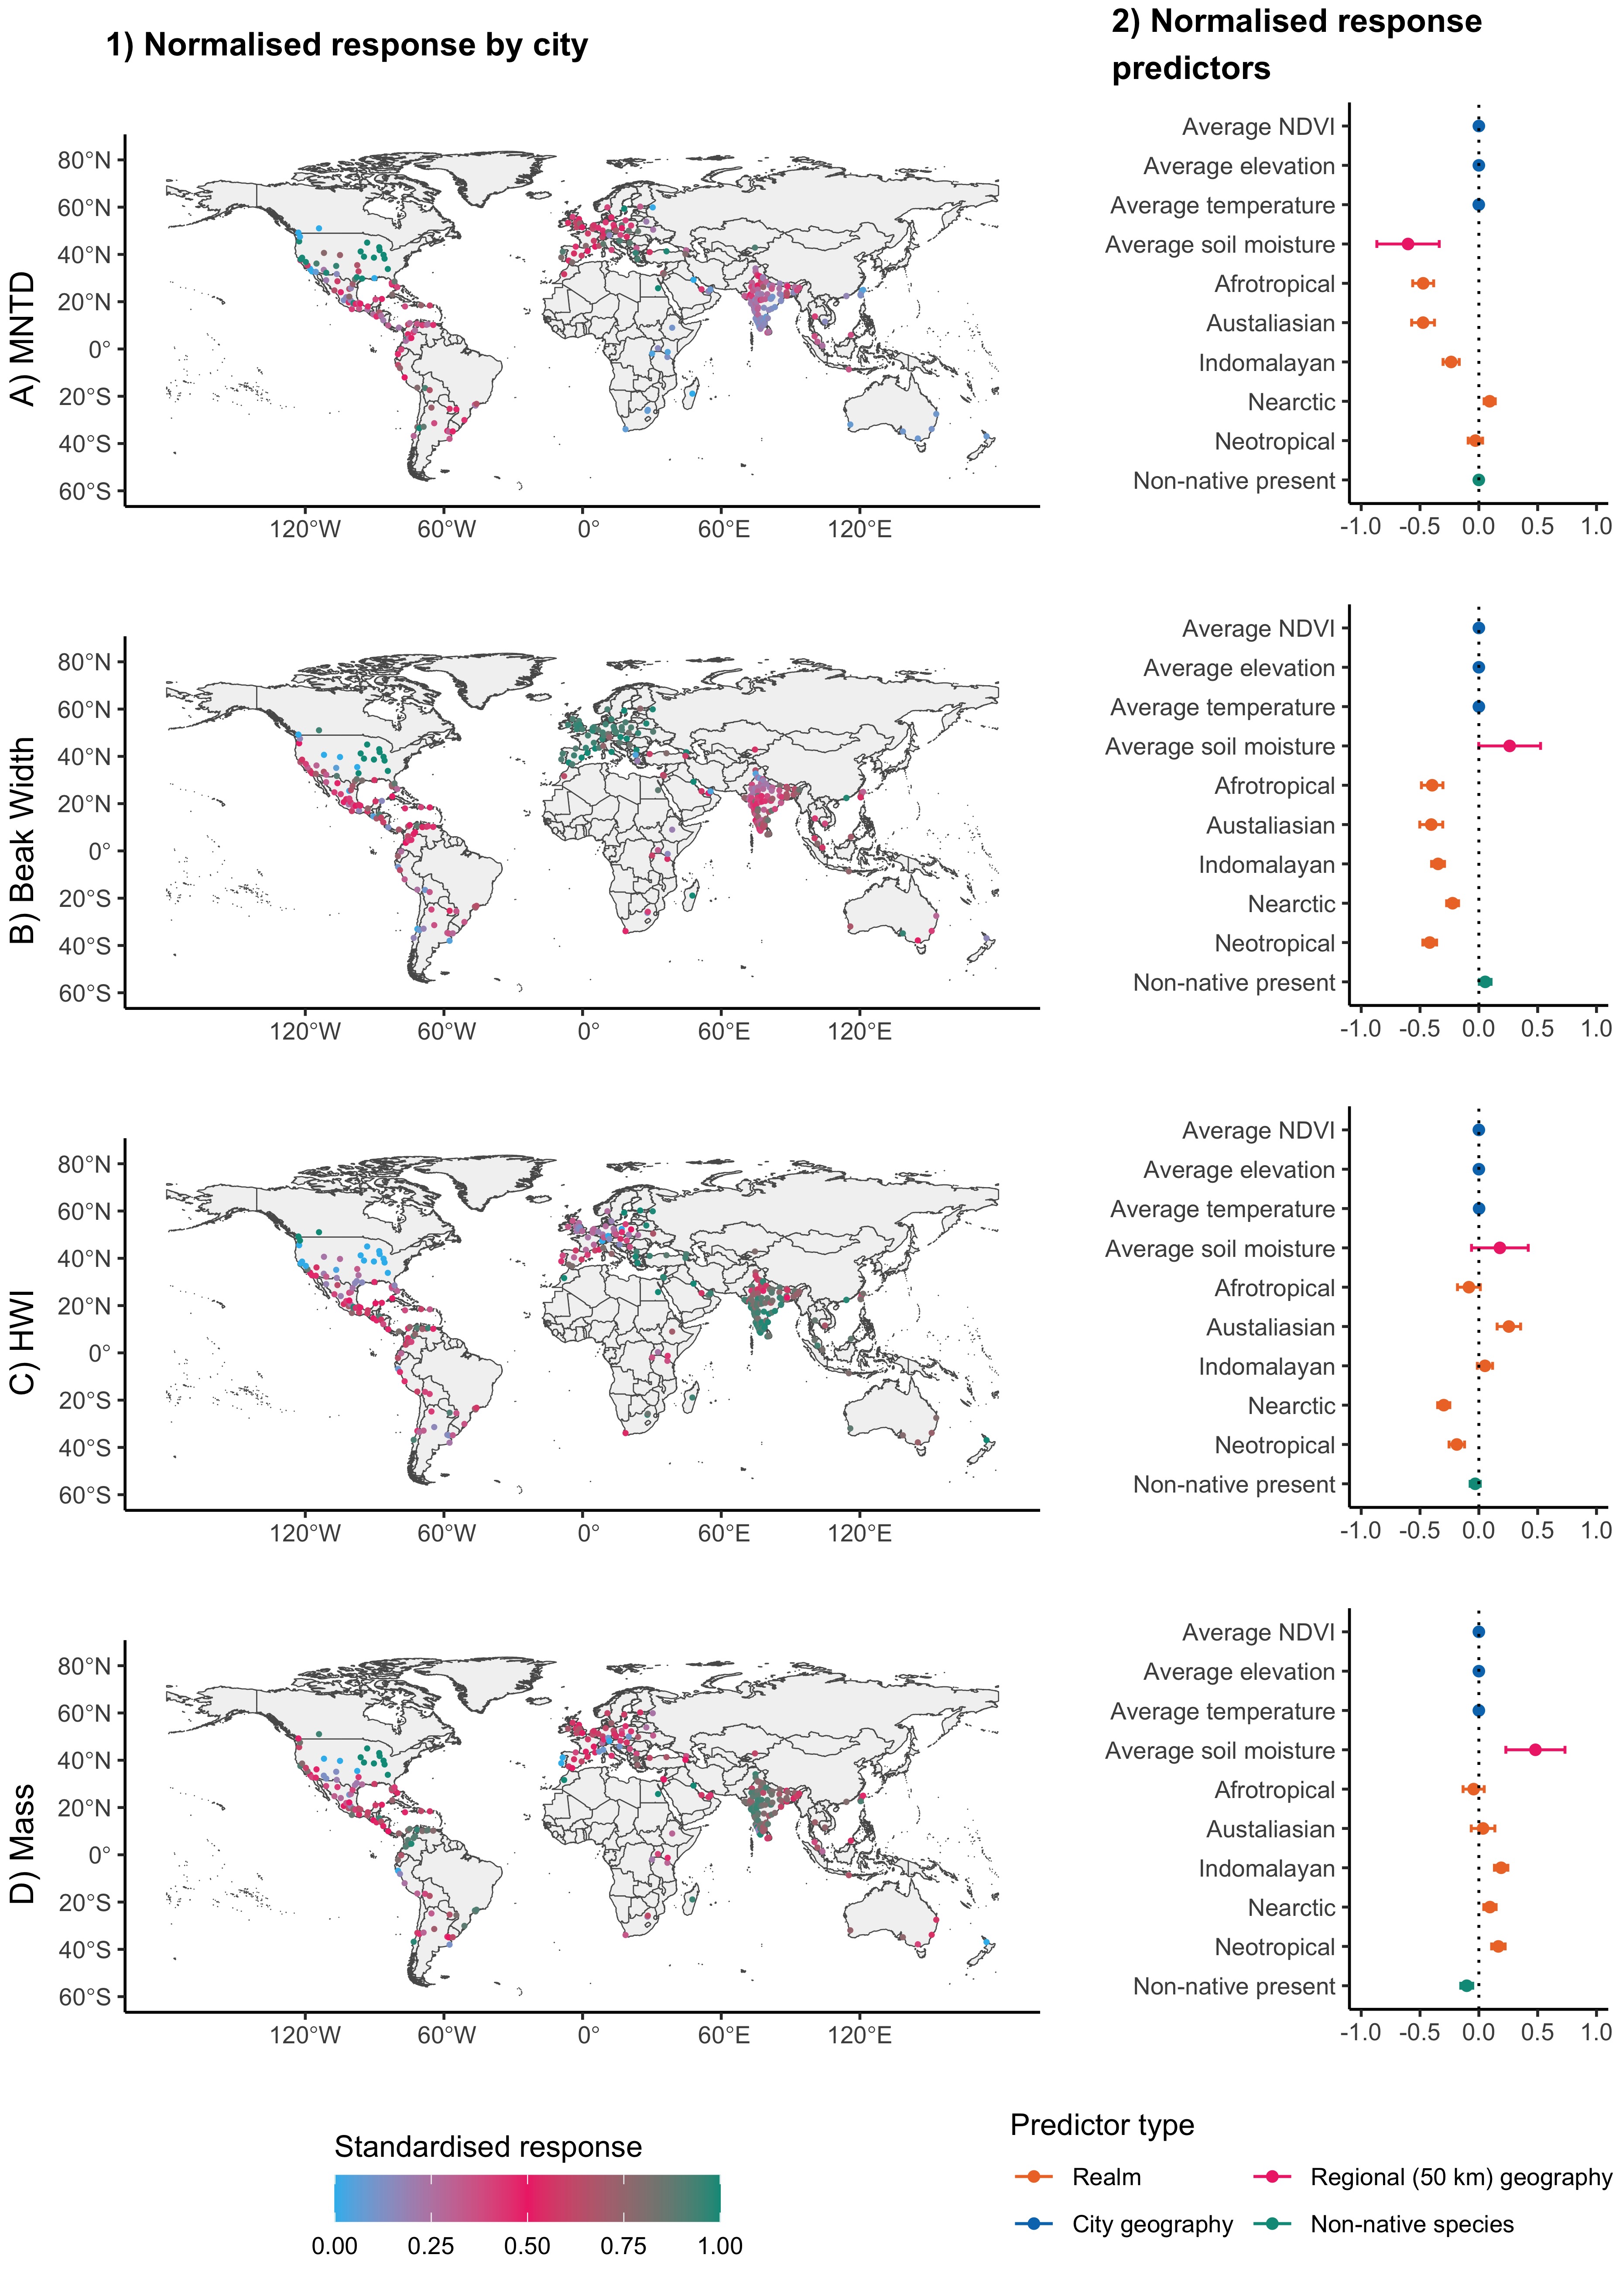 1) Normalised response by city
2) Normalised response
predictors
A) MNTD
80°N
60°N
40°N
20°N
0°
20°S
40°S
60°S
120°W 60°W 0° 60°E 120°E
Average NDVI
Average elevation
Average temperature
Average soil moisture
Afrotropical
Austaliasian
Indomalayan
Nearctic
Neotropical
Non-native present
-1.0 -0.5 0.0 0.5 1.0
B) Beak Width
80°N
60°N
40°N
20°N
0°
20°S
40°S
60°S
120°W 60°W 0° 60°E 120°E
Average NDVI
Average elevation
Average temperature
Average soil moisture
Afrotropical
Austaliasian
Indomalayan
Nearctic
Neotropical
Non-native present
-1.0 -0.5 0.0 0.5 1.0
C) HWI
80°N
60°N
40°N
20°N
0°
20°S
40°S
60°S
120°W 60°W 0° 60°E 120°E
Average NDVI
Average elevation
Average temperature
Average soil moisture
Afrotropical
Austaliasian
Indomalayan
Nearctic
Neotropical
Non-native present
-1.0 -0.5 0.0 0.5 1.0
D) Mass
80°N
60°N
40°N
20°N
0°
20°S
40°S
60°S
120°W 60°W 0° 60°E 120°E
Average NDVI
Average elevation
Average temperature
Average soil moisture
Afrotropical
Austaliasian
Indomalayan
Nearctic
Neotropical
Non-native present
-1.0 -0.5 0.0 0.5 1.0
Standardised response
0.00 0.25 0.50 0.75 1.00
Predictor type
Realm
Regional (50 km) geography
City geography
Non-native species